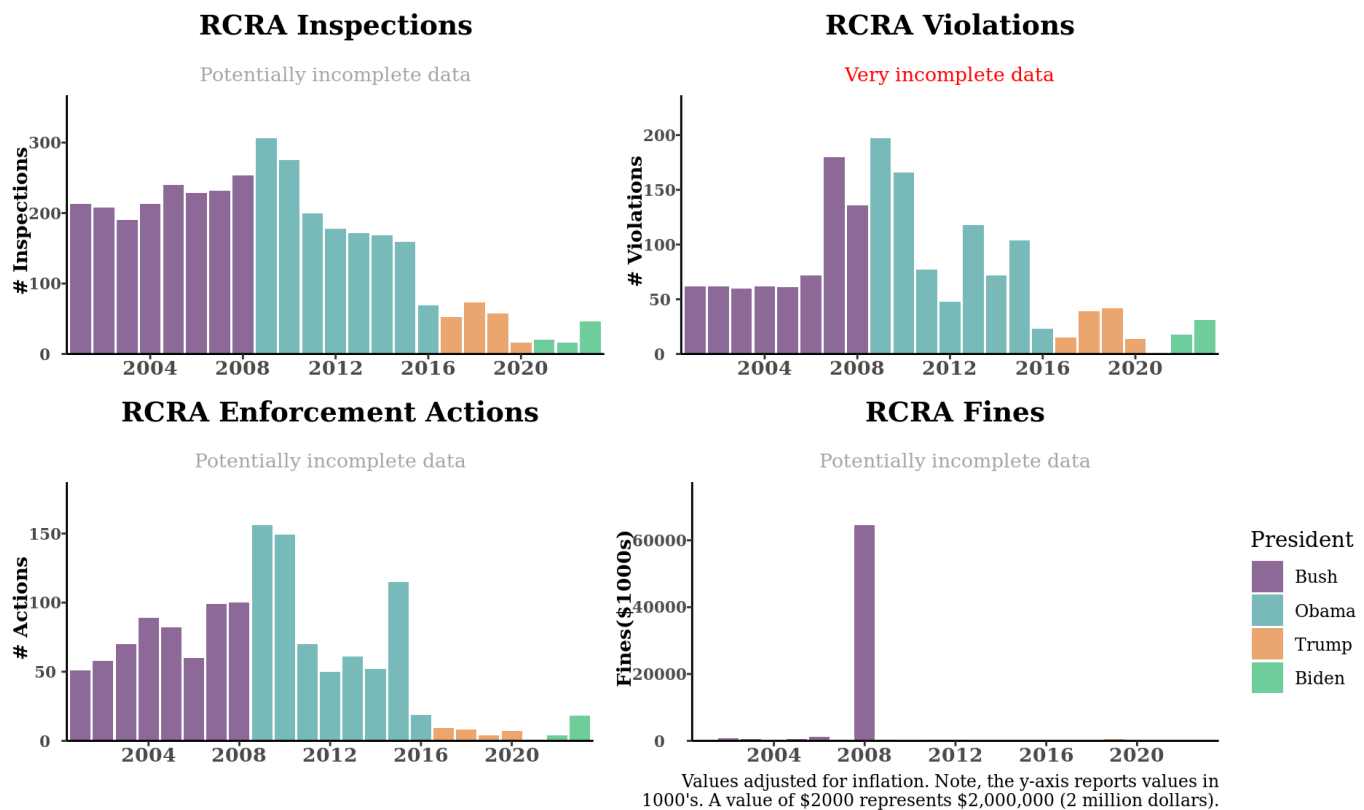 RCRA Inspections
Potentially incomplete data
# Inspections
300
200
100
0
2004 2008 2012 2016 2020
RCRA Violations
Very incomplete data
# Violations
200
150
100
50
0
2004 2008 2012 2016 2020
RCRA Enforcement Actions
Potentially incomplete data
# Actions
150
100
50
0
2004 2008 2012 2016 2020
RCRA Fines
Potentially incomplete data
Fines($1000s)
60000
40000
20000
0
2004 2008 2012 2016 2020
President
Bush
Obama
Trump
Biden
Values adjusted for inflation. Note, the y-axis reports values in
1000's. A value of $2000 represents $2,000,000 (2 million dollars).